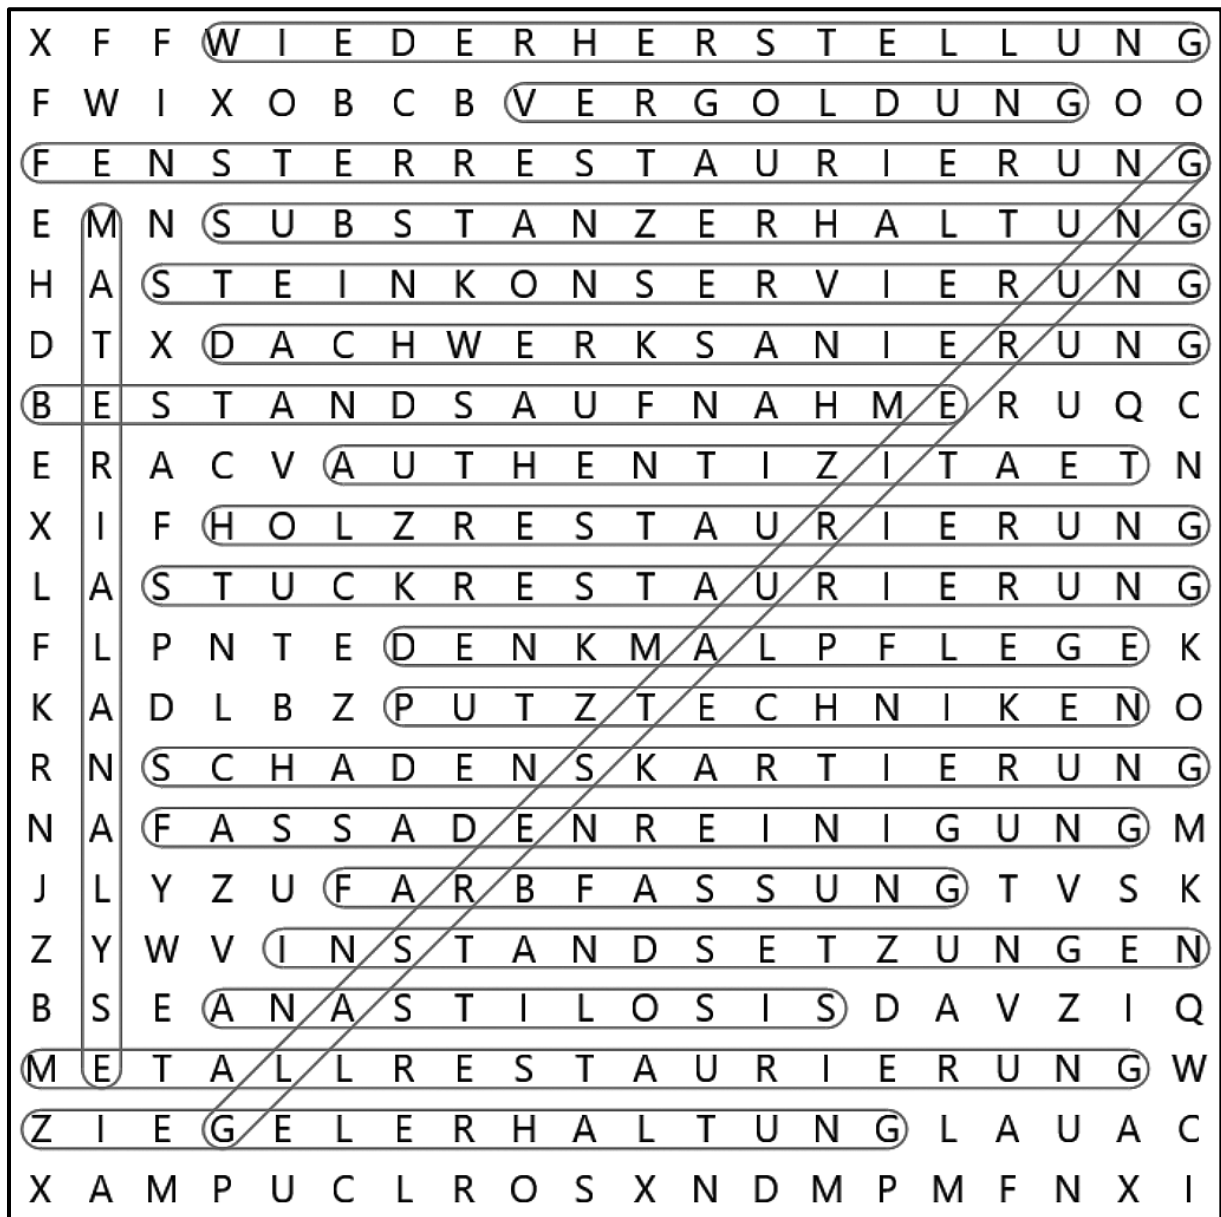 X F F W I E D E R H E R S T E L L U N G
F W I X O B C B V E R G O L D U N G O O
F E N S T E R R E S T A U R I E R U N G
E M N S U B S T A N Z E R H A L T U N G
H A S T E I N K O N S E R V I E R U N G
D T X D A C H W E R K S A N I E R U N G
B E S T A N D S A U F N A H M E R U Q C
E R A C V A U T H E N T I Z I T A E T N
X I F H O L Z R E S T A U R I E R U N G
L A S T U C K R E S T A U R I E R U N G
F L P N T E D E N K M A L P F L E G E K
K A D L B Z P U T Z T E C H N I K E N O
R N S C H A D E N S K A R T I E R U N G
N A F A S S A D E N R E I N I G U N G M
J L Y Z U F A R B F A S S U N G T V S K
Z Y W V I N S T A N D S E T Z U N G E N
B S E A N A S T I L O S I S D A V Z I Q
M E T A L L R E S T A U R I E R U N G W
Z I E G E L E R H A L T U N G L A U A C
X A M P U C L R O S X N D M P M F N X I